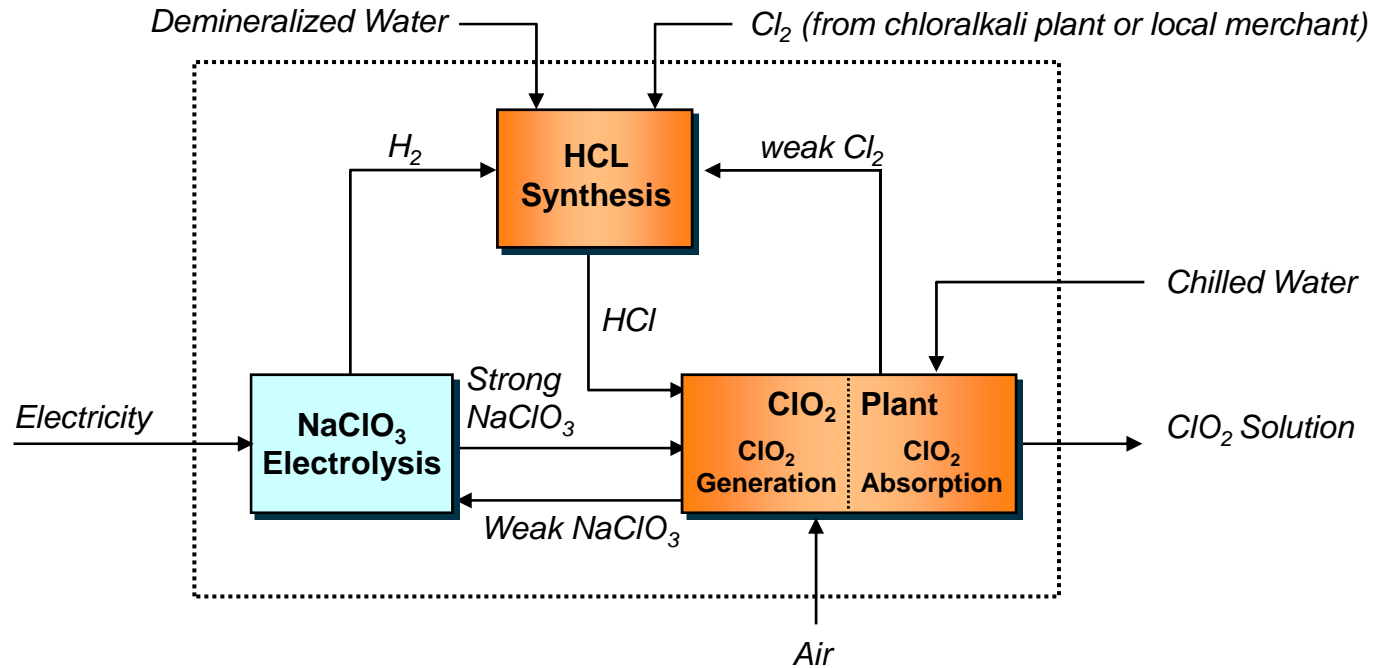 Demineralized Water
Cl₂ (from chloralkali plant or local merchant)
H₂
HCL
Synthesis
weak Cl₂
Chilled Water
HCl
Electricity
NaClO₃
Electrolysis
Strong
NaClO₃
Weak NaClO₃
ClO₂ Plant
ClO₂
Generation
ClO₂
Absorption
ClO₂ Solution
Air